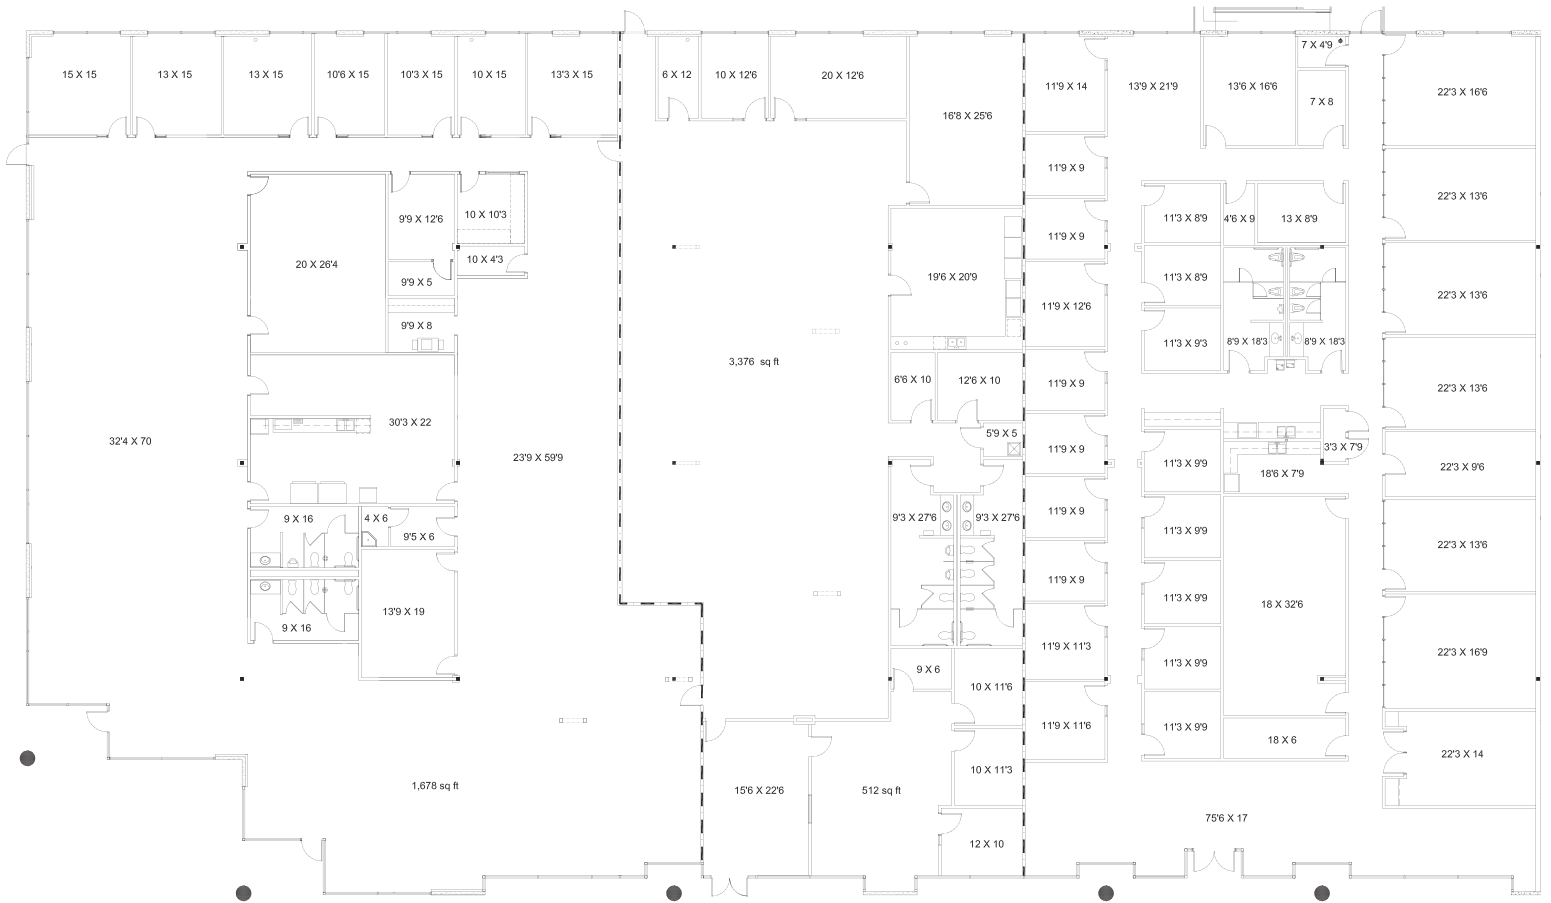 15 X 15
13 X 15
13 X 15
10'6 X 15
10'3 X 15
10 X 15
13'3 X 15
6 X 12
10 X 12'6
20 X 12'6
16'8 X 25'6
11'9 X 14
13'9 X 21'9
13'6 X 16'6
7 X 4'9
7 X 8
22'3 X 16'6
11'9 X 9
22'3 X 13'6
9'9 X 12'6
10 X 10'3
11'9 X 9
11'3 X 8'9
4'6 X 9
13 X 8'9
20 X 26'4
10 X 4'3
9'9 X 5
19'6 X 20'9
11'3 X 8'9
22'3 X 13'6
11'9 X 12'6
9'9 X 8
11'3 X 9'3
8'9 X 18'3
8'9 X 18'3
3,376 sq ft
6'6 X 10
12'6 X 10
11'9 X 9
22'3 X 13'6
30'3 X 22
32'4 X 70
5'9 X 5
11'9 X 9
3'3 X 7'9
23'9 X 59'9
11'3 X 9'9
18'6 X 7'9
22'3 X 9'6
9 X 16
4 X 6
9'5 X 6
9'3 X 27'6
9'3 X 27'6
11'9 X 9
11'3 X 9'9
22'3 X 13'6
11'9 X 9
13'9 X 19
11'3 X 9'9
18 X 32'6
9 X 16
11'9 X 11'3
22'3 X 16'9
9 X 6
11'3 X 9'9
10 X 11'6
11'9 X 11'6
11'3 X 9'9
18 X 6
22'3 X 14
10 X 11'3
1,678 sq ft
15'6 X 22'6
512 sq ft
75'6 X 17
12 X 10